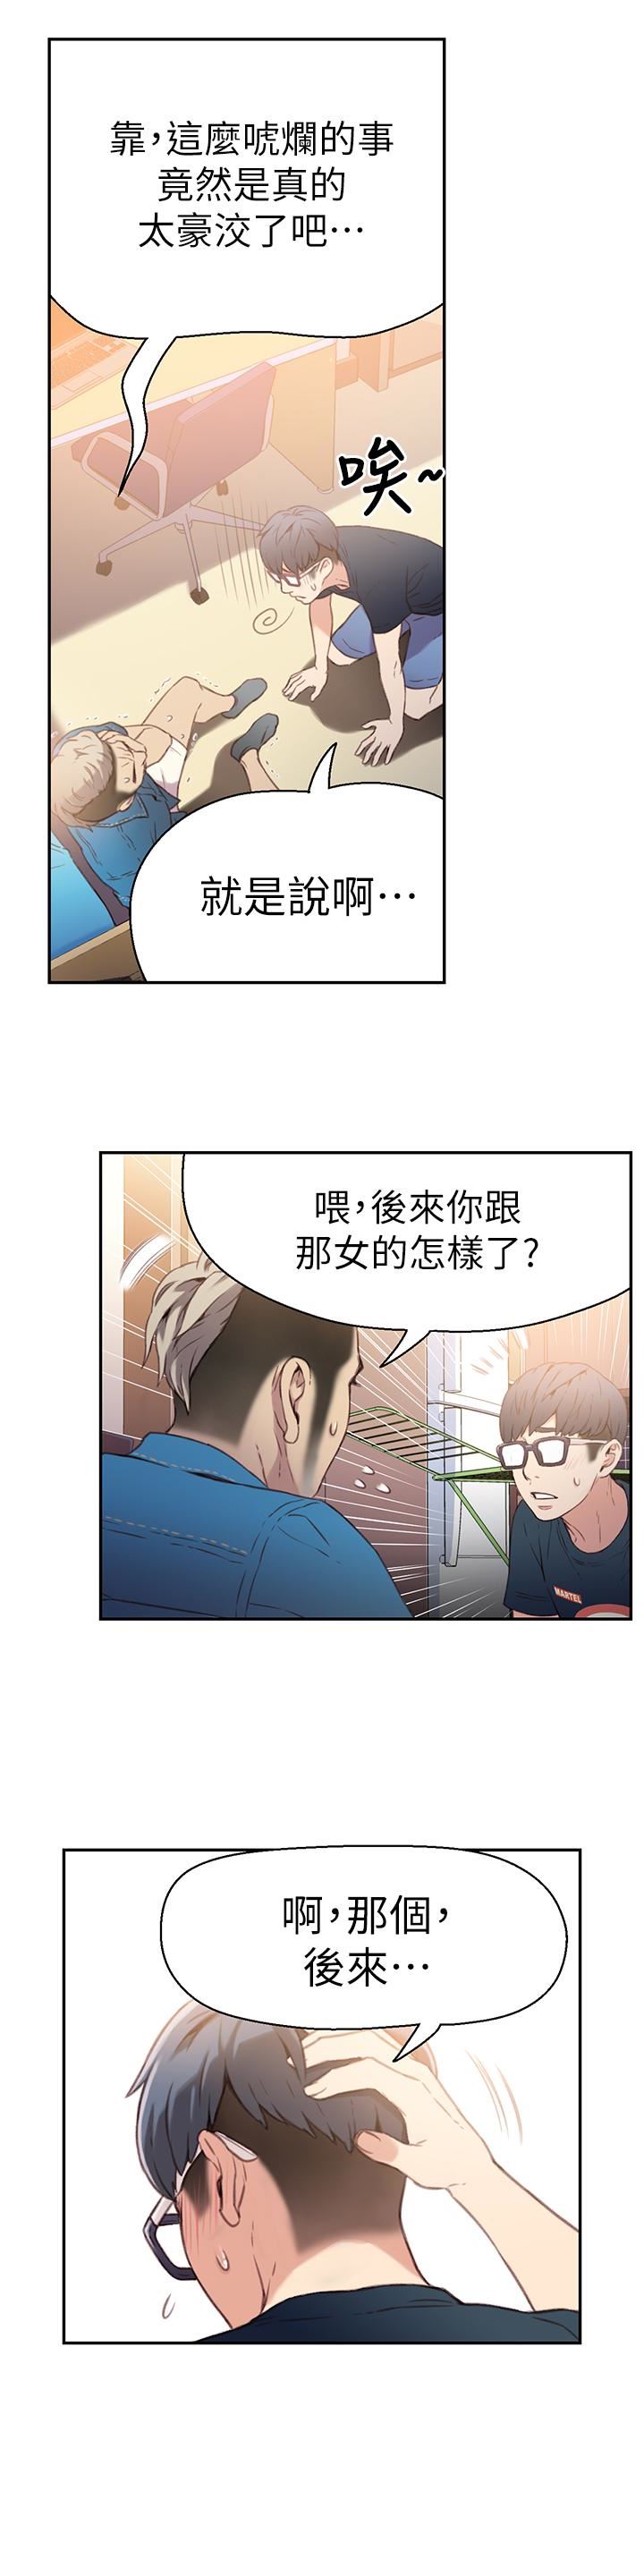 靠，這麼唬爛的事
竟然是真的
太豪洨了吧⋯
唉~
就是說啊⋯
喂，後來你跟
那女的怎樣了？
MANTEL
啊，那個，
後來⋯